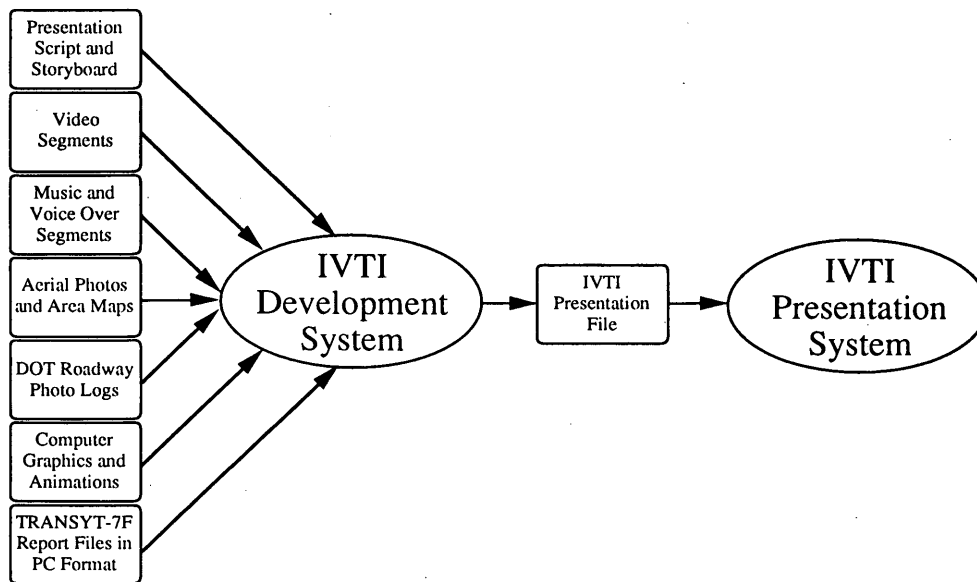 Presentation
Script and
Storyboard
Video
Segments
Music and
Voice Over
Segments
Aerial Photos
and Area Maps
DOT Roadway
Photo Logs
Computer
Graphics and
Animations
TRANSYT-7F
Report Files in
PC Format
IVTI
Development
System
IVTI
Presentation
File
IVTI
Presentation
System